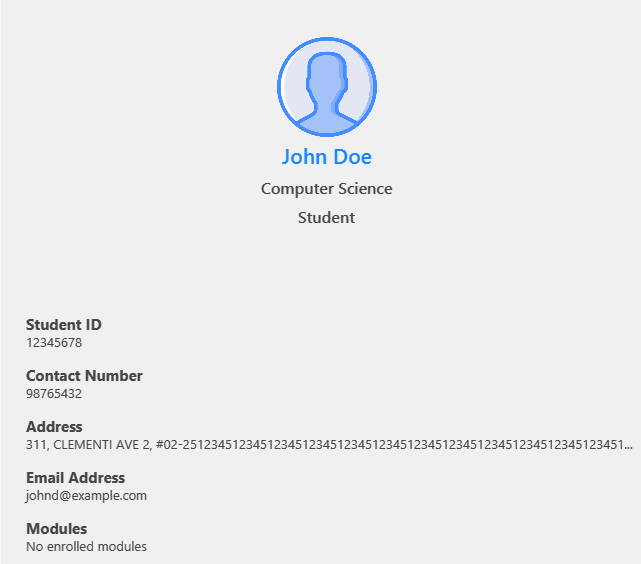 John Doe
Computer Science
Student
Student ID
12345678
Contact Number
98765432
Address
311, CLEMENTI AVE 2, #02-25123451234512345123451234512345123451234512345123451234512345123451...
Email Address
johnd@example.com
Modules
No enrolled modules